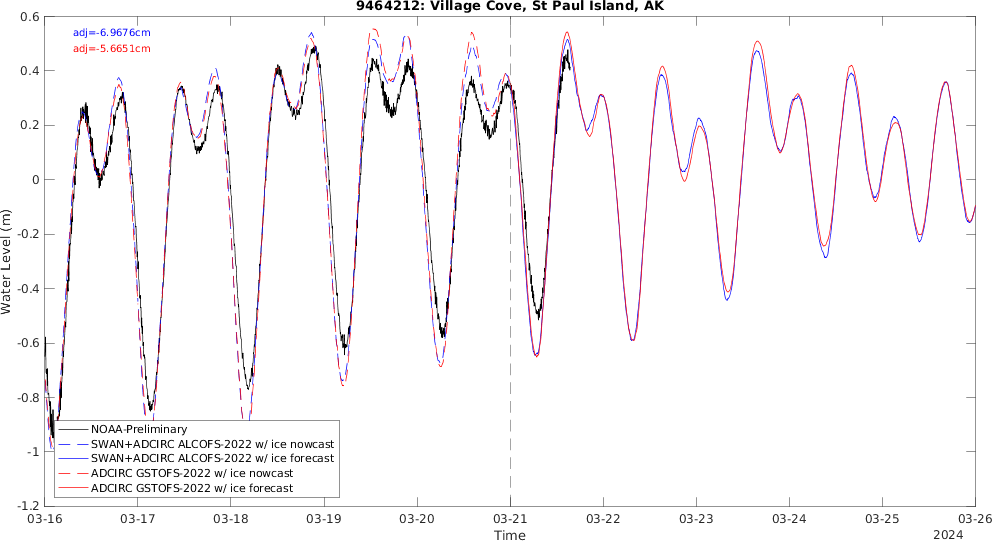 9464212: Village Cove, St Paul Island, AK
adj=-6.9676cm
adj=-5.6651cm
0.6
0.4
0.2
0
-0.2
-0.4
-0.6
-0.8
-1
-1.2
Water Level (m)
NOAA-Preliminary
SWAN+ADCIRC ALCOFS-2022 w/ ice nowcast
SWAN+ADCIRC ALCOFS-2022 w/ ice forecast
ADCIRC GSTOFS-2022 w/ ice nowcast
ADCIRC GSTOFS-2022 w/ ice forecast
03-16 03-17 03-18 03-19 03-20 03-21 03-22 03-23 03-24 03-25 03-26
Time
2024